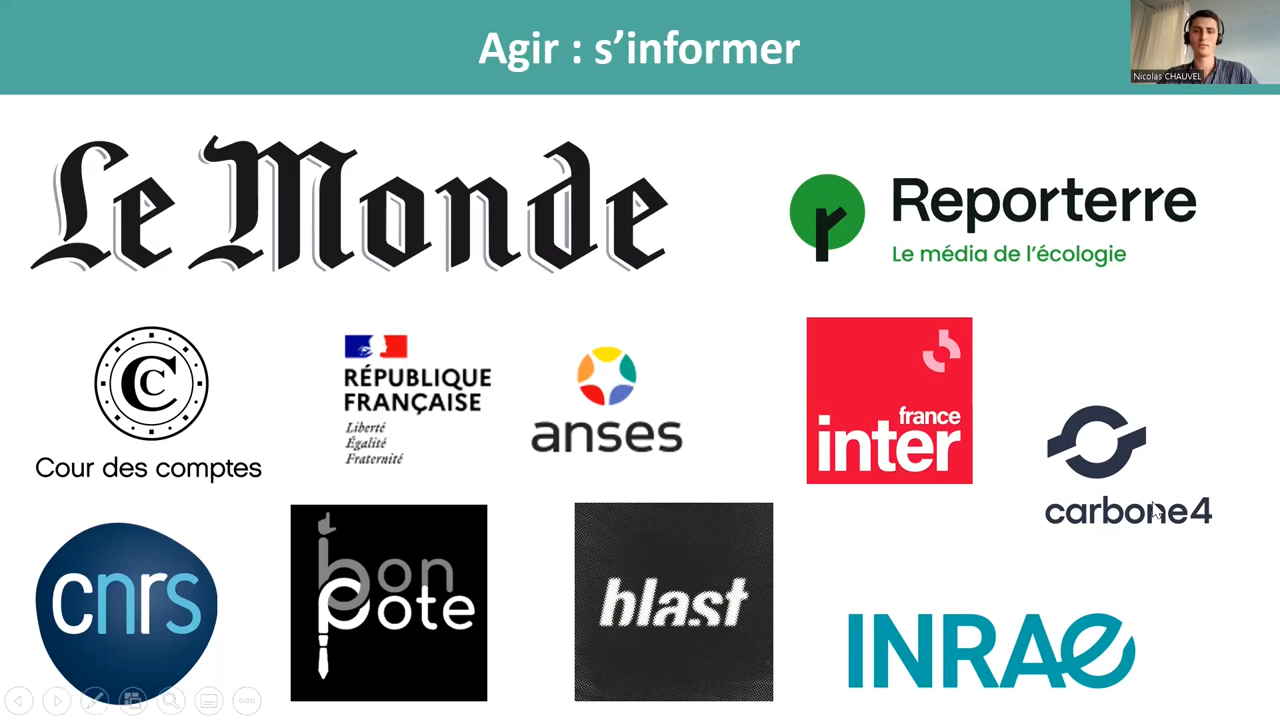 Agir : s’informer
Nicolas CHAUVEL
Le Monde
Reporterre
Le média de l’écologie
CC
Cour des comptes
RÉPUBLIQUE
FRANÇAISE
Liberté
Égalité
Fraternité
anses
france
inter
carbone4
cnrs
bon
pote
blast
INRAE